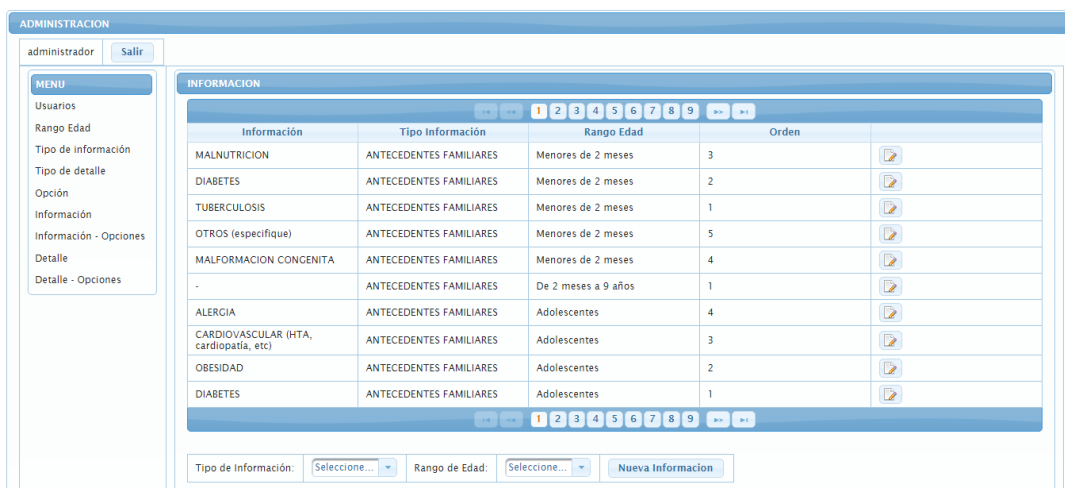 ADMINISTRACION
administrador Salir
MENU
Usuarios
Rango Edad
Tipo de información
Tipo de detalle
Opción
Información
Información - Opciones
Detalle
Detalle - Opciones
INFORMACION
1 2 3 4 5 6 7 8 9
Información Tipo Información Rango Edad Orden
MALNUTRICION ANTECEDENTES FAMILIARES Menores de 2 meses 3
DIABETES ANTECEDENTES FAMILIARES Menores de 2 meses 2
TUBERCULOSIS ANTECEDENTES FAMILIARES Menores de 2 meses 1
OTROS (especifique) ANTECEDENTES FAMILIARES Menores de 2 meses 5
MALFORMACION CONGENITA ANTECEDENTES FAMILIARES Menores de 2 meses 4
- ANTECEDENTES FAMILIARES De 2 meses a 9 años 1
ALERGIA ANTECEDENTES FAMILIARES Adolescentes 4
CARDIOVASCULAR (HTA,
cardiopatía, etc) ANTECEDENTES FAMILIARES Adolescentes 3
OBESIDAD ANTECEDENTES FAMILIARES Adolescentes 2
DIABETES ANTECEDENTES FAMILIARES Adolescentes 1
1 2 3 4 5 6 7 8 9
Tipo de Información: Seleccione... Rango de Edad: Seleccione... Nueva Informacion